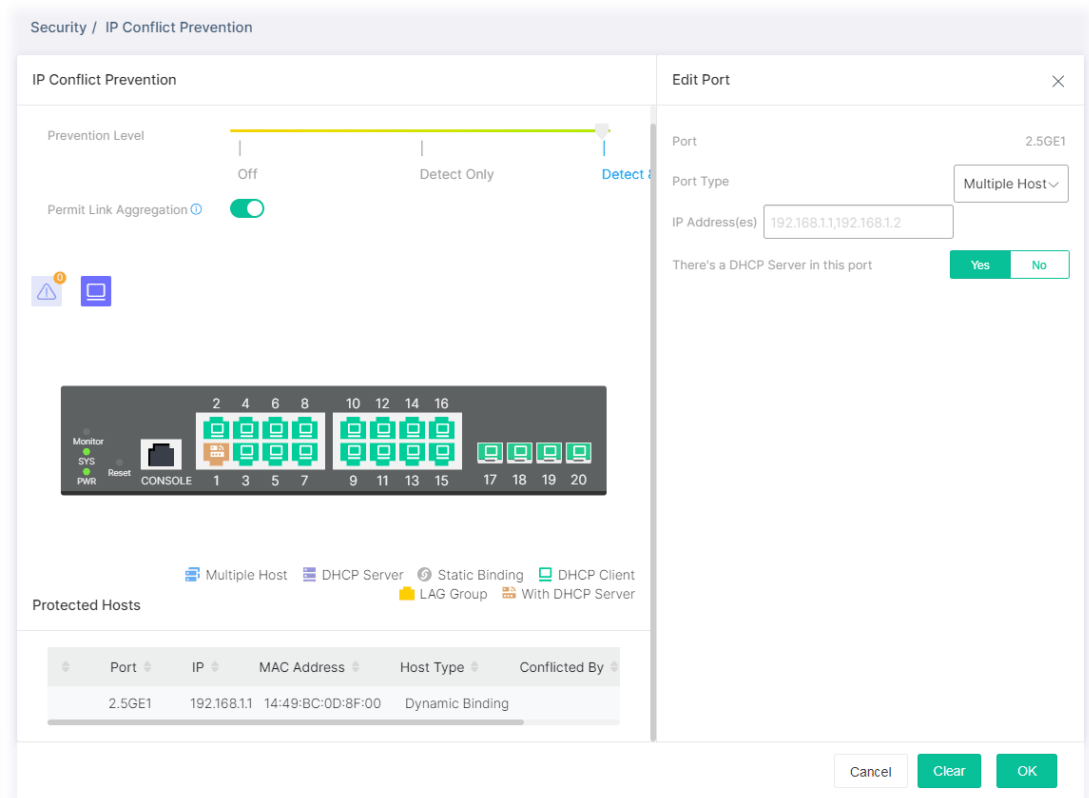 Security / IP Conflict Prevention
IP Conflict Prevention
Prevention Level
Off
Detect Only
Detect &
Permit Link Aggregation
0
2 4 6 8 10 12 14 16
Monitor
SYS
PWR
Reset
CONSOLE
1 3 5 7 9 11 13 15 17 18 19 20
Multiple Host DHCP Server Static Binding DHCP Client
LAG Group With DHCP Server
Protected Hosts
Port IP MAC Address Host Type Conflicted By
2.5GE1 192.168.1.1 14:49:BC:0D:8F:00 Dynamic Binding
Edit Port
Port 2.5GE1
Port Type Multiple Host
IP Address(es) 192.168.1.1,192.168.1.2
There's a DHCP Server in this port Yes No
Cancel Clear OK